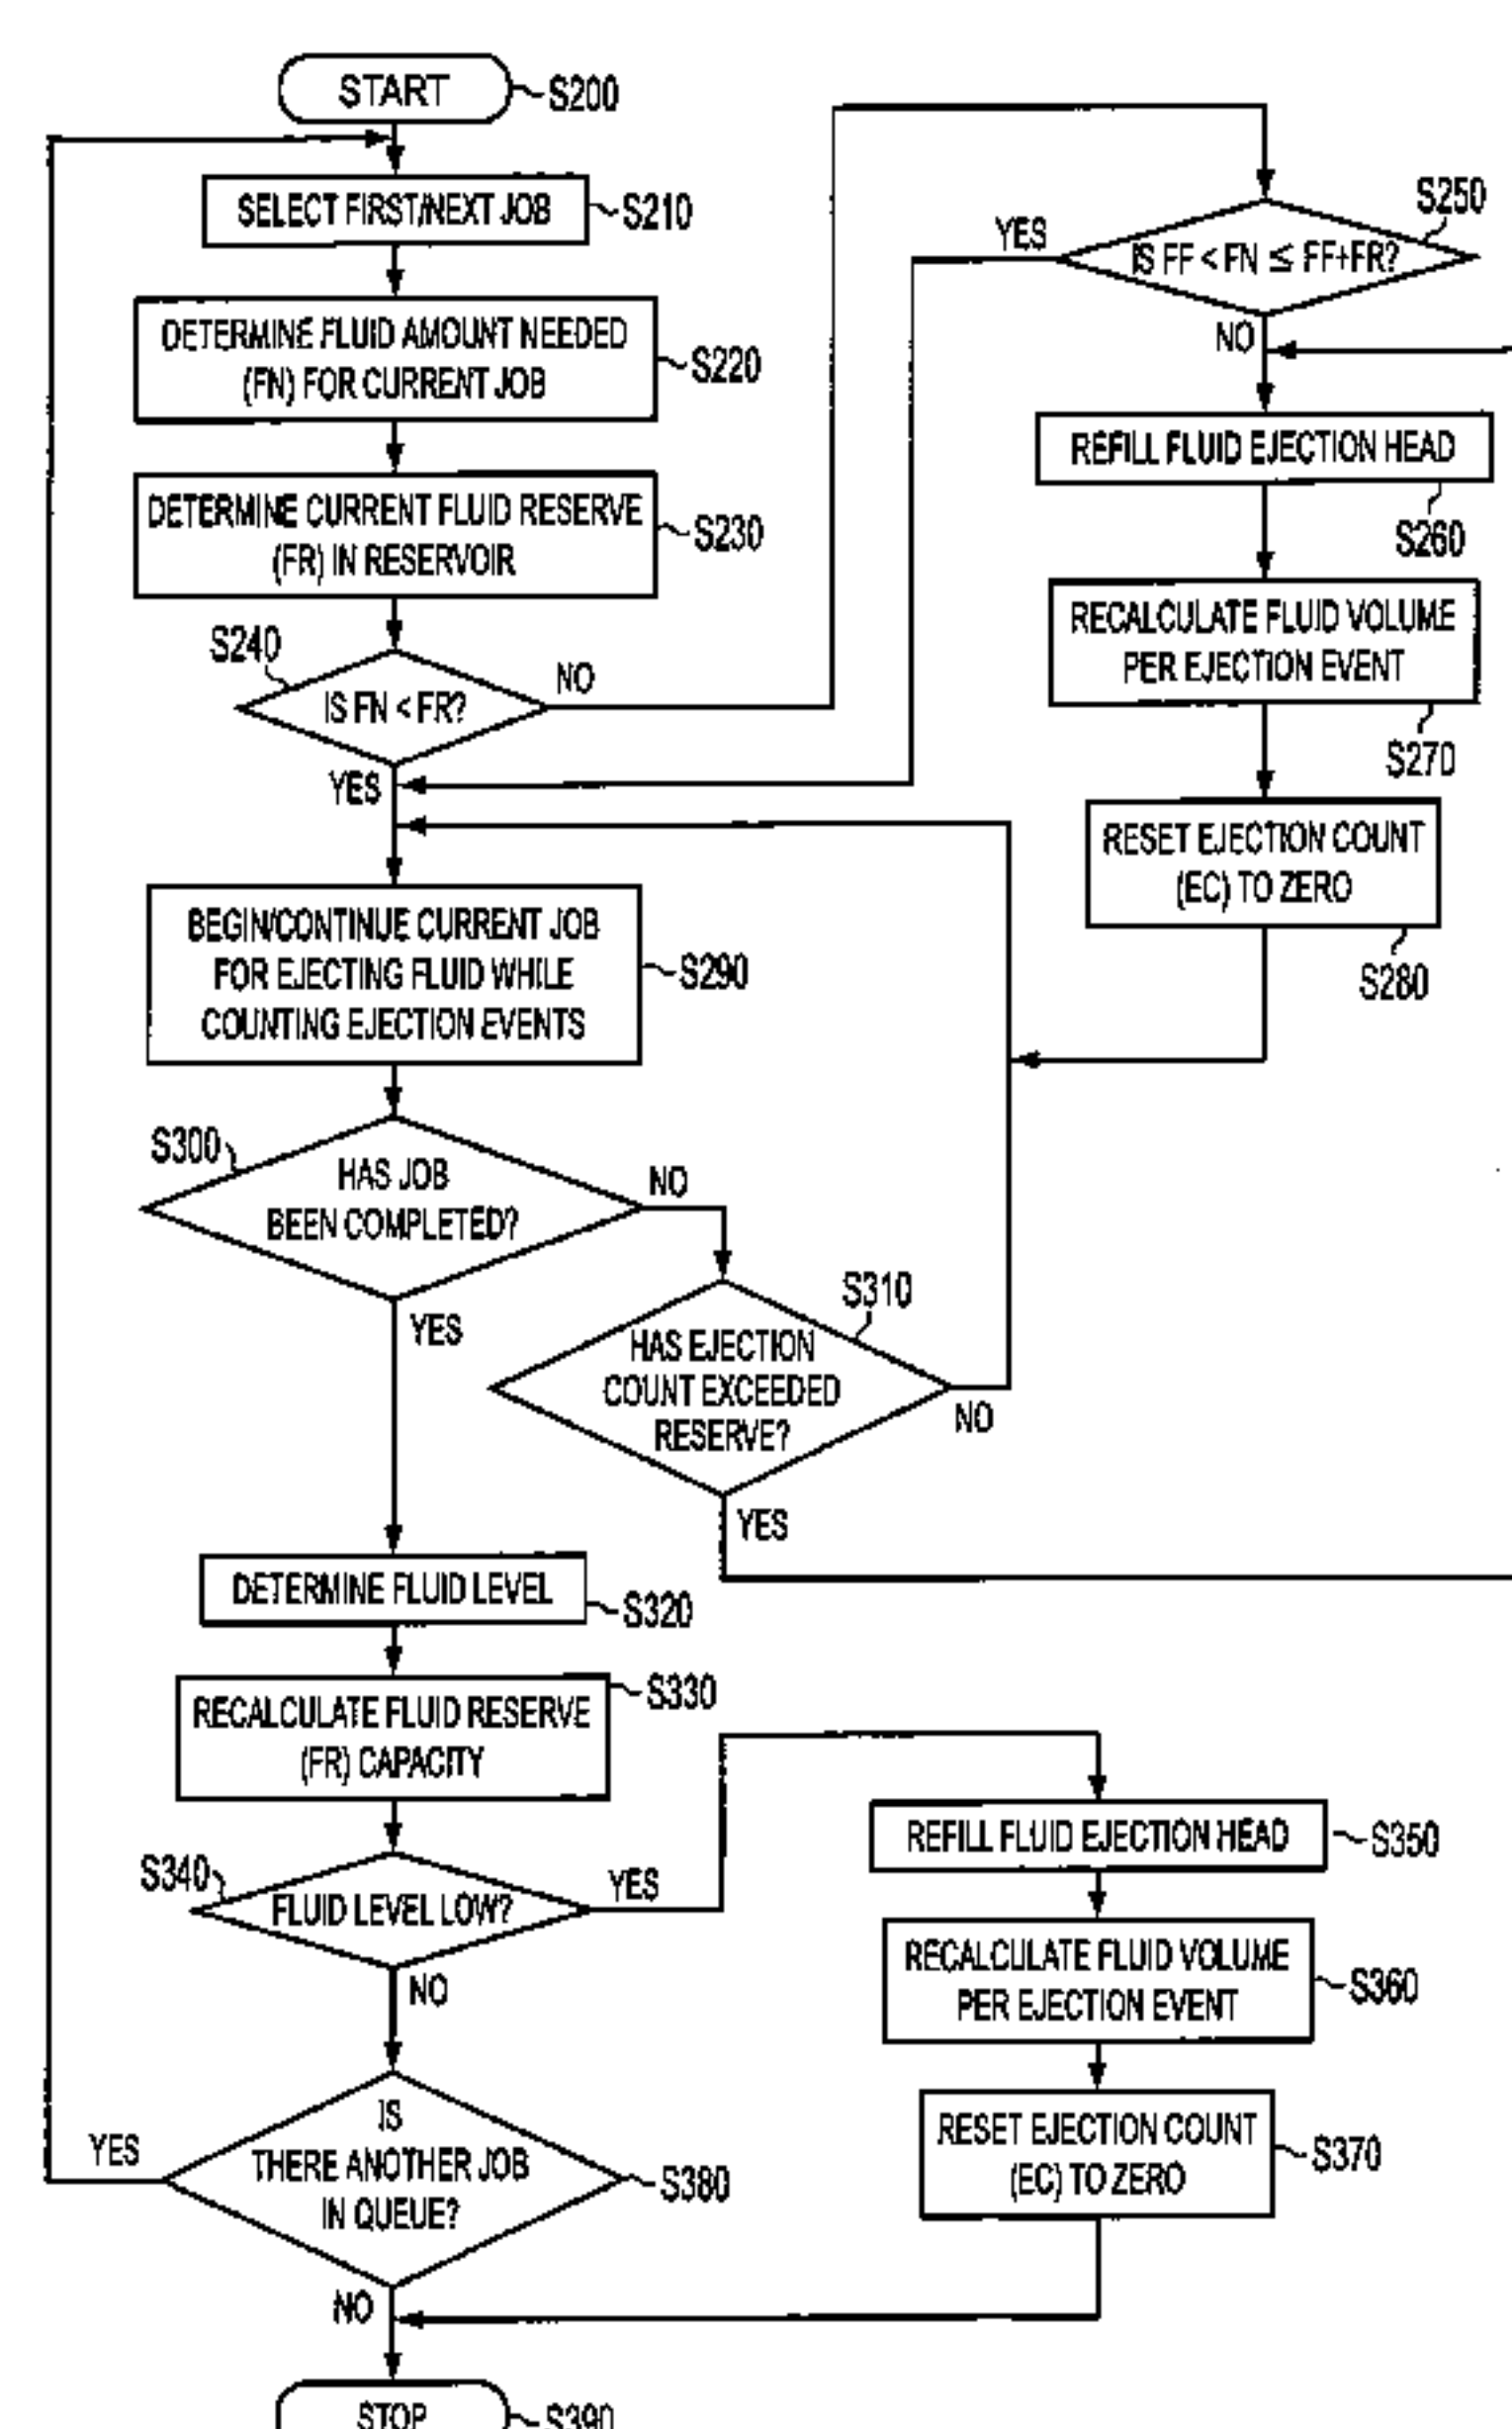 START
S200
SELECT FIRST/NEXT JOB
S210
DETERMINE FLUID AMOUNT NEEDED
(FN) FOR CURRENT JOB
S220
DETERMINE CURRENT FLUID RESERVE
(FR) IN RESERVOIR
S230
S240
IS FN < FR?
NO
YES
S250
YES
IS FF < FN ≤ FF+FR?
NO
REFILL FLUID EJECTION HEAD
S260
RECALCULATE FLUID VOLUME
PER EJECTION EVENT
S270
RESET EJECTION COUNT
(EC) TO ZERO
S280
BEGIN/CONTINUE CURRENT JOB
FOR EJECTING FLUID WHILE
COUNTING EJECTION EVENTS
S290
S300
HAS JOB
BEEN COMPLETED?
NO
YES
S310
HAS EJECTION
COUNT EXCEEDED
RESERVE?
NO
YES
DETERMINE FLUID LEVEL
S320
RECALCULATE FLUID RESERVE
(FR) CAPACITY
S330
S340
FLUID LEVEL LOW?
YES
NO
REFILL FLUID EJECTION HEAD
S350
RECALCULATE FLUID VOLUME
PER EJECTION EVENT
S360
RESET EJECTION COUNT
(EC) TO ZERO
S370
YES
IS
THERE ANOTHER JOB
IN QUEUE?
S380
NO
STOP
S390